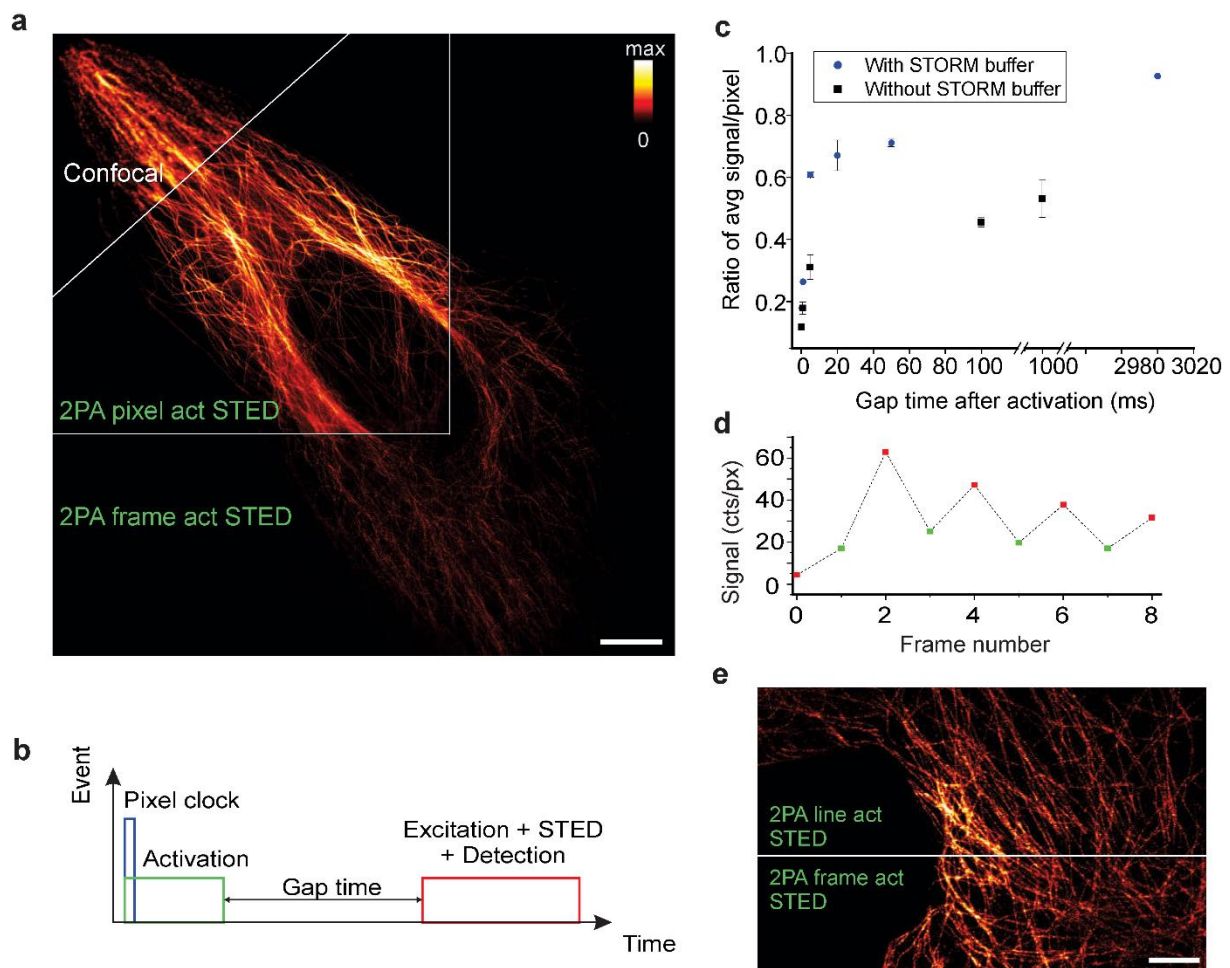 a
max
0
Confocal
2PA pixel act STED
2PA frame act STED
b
Event
Pixel clock
Activation
Gap time
Excitation + STED
+ Detection
Time
c
With STORM buffer
Without STORM buffer
Ratio of avg signal/pixel
1.0
0.8
0.6
0.4
0.2
0 20 40 60 80 100 1000 2980 3020
Gap time after activation (ms)
d
Signal (cts/px)
60
40
20
0
0 2 4 6 8
Frame number
e
2PA line act
STED
2PA frame act
STED